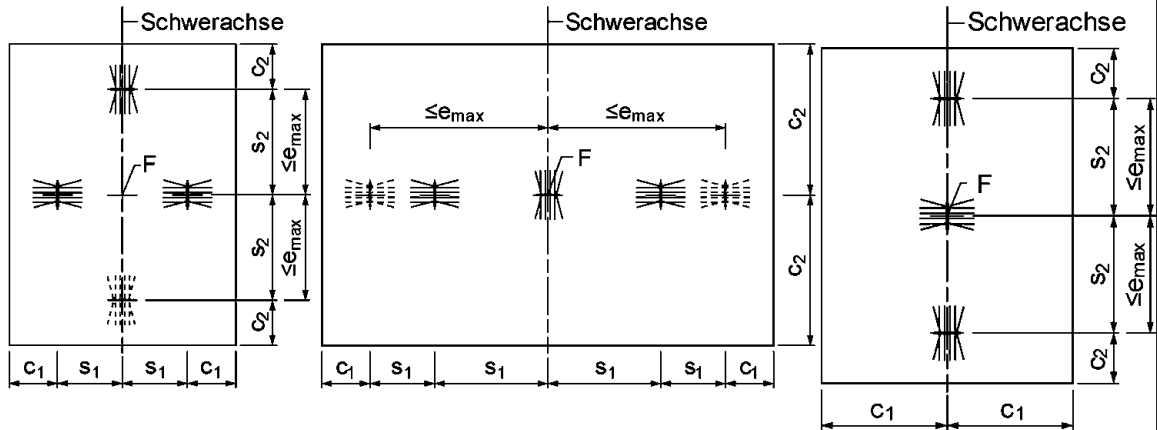 Schwerachse
F
c2
s2
s2
c2
≤emax
≤emax
c1
s1
s1
c1
Schwerachse
≤emax
≤emax
F
c2
c2
c1
s1
s1
s1
s1
c1
Schwerachse
F
c2
s2
s2
c2
≤emax
≤emax
c1
c1